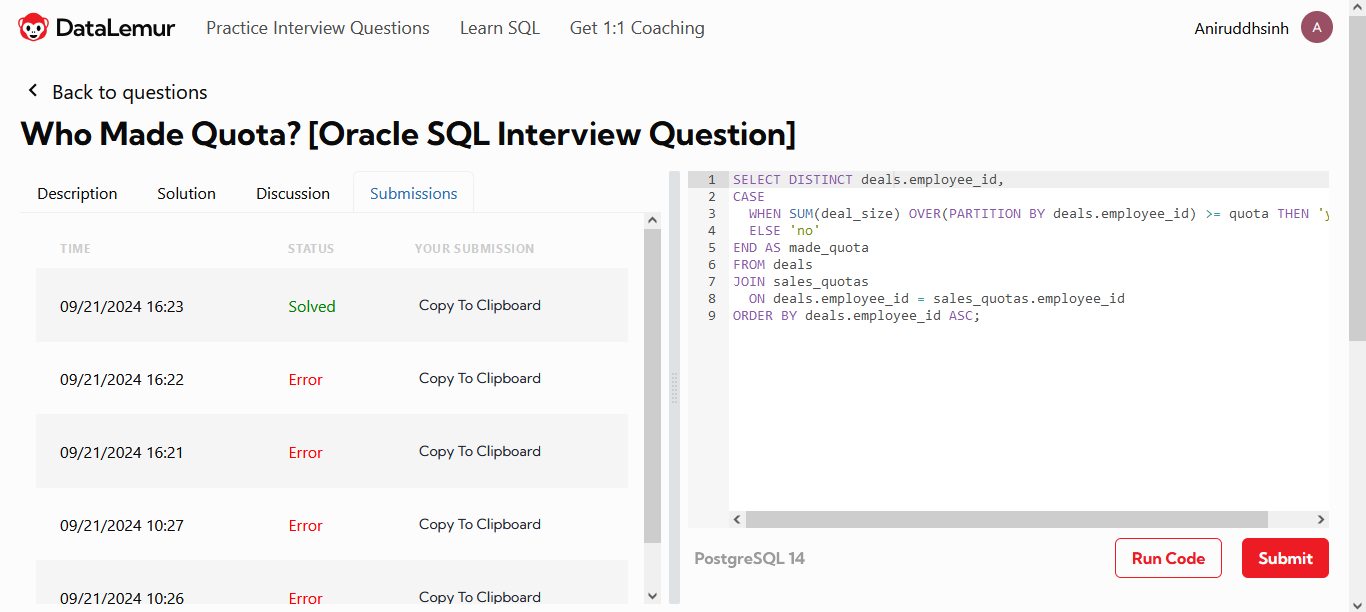 DataLemur Practice Interview Questions Learn SQL Get 1:1 Coaching Aniruddhsinh A
Back to questions
Who Made Quota? [Oracle SQL Interview Question]
Description Solution Discussion Submissions
TIME STATUS YOUR SUBMISSION
09/21/2024 16:23 Solved Copy To Clipboard
09/21/2024 16:22 Error Copy To Clipboard
09/21/2024 16:21 Error Copy To Clipboard
09/21/2024 10:27 Error Copy To Clipboard
09/21/2024 10:26 Error Copy To Clipboard
1 SELECT DISTINCT deals.employee_id,
2 CASE
3 WHEN SUM(deal_size) OVER(PARTITION BY deals.employee_id) >= quota THEN 'y
4 ELSE 'no'
5 END AS made_quota
6 FROM deals
7 JOIN sales_quotas
8 ON deals.employee_id = sales_quotas.employee_id
9 ORDER BY deals.employee_id ASC;
PostgreSQL 14 Run Code Submit